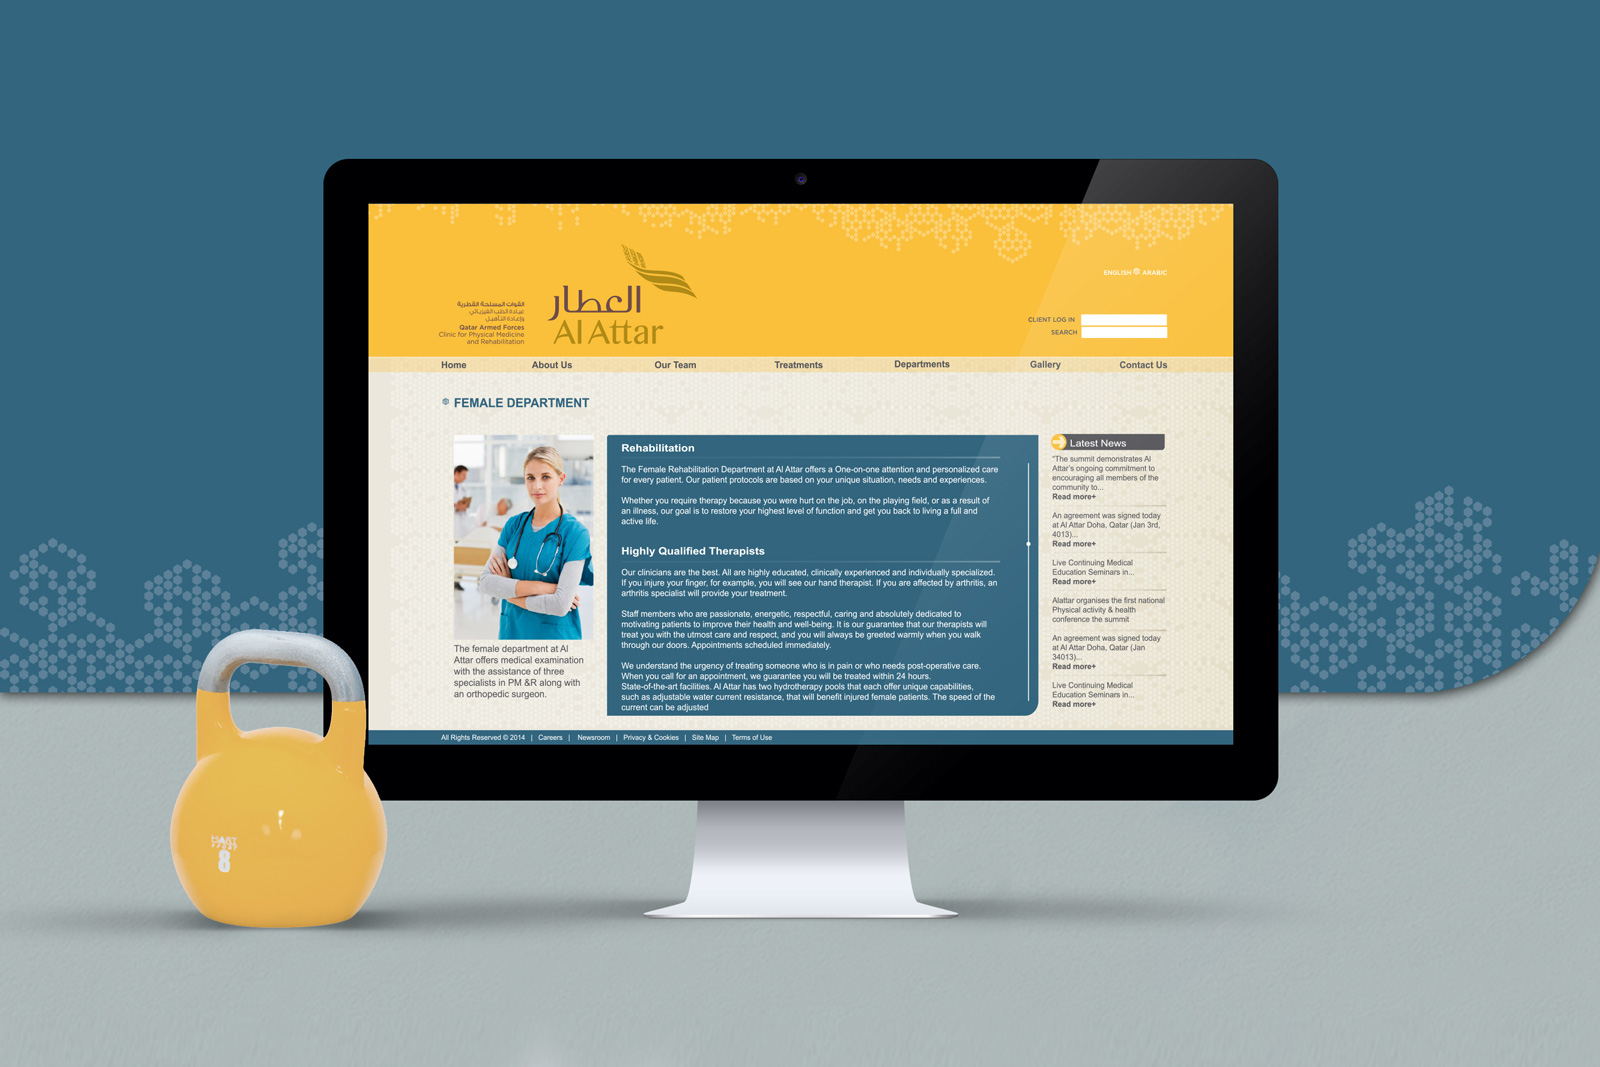 ENGLISH ARABIC
القوات المسلحة القطرية
عيادة الطب الفيزيائي
وإعادة التأهيل
Qatar Armed Forces
Clinic for Physical Medicine
and Rehabilitation
العطار
Al Attar
CLIENT LOG IN
SEARCH
Home About Us Our Team Treatments Departments Gallery Contact Us
FEMALE DEPARTMENT
The female department at Al
Attar offers medical examination
with the assistance of three
specialists in PM &R along with
an orthopedic surgeon.
Rehabilitation
The Female Rehabilitation Department at Al Attar offers a One-on-one attention and personalized care
for every patient. Our patient protocols are based on your unique situation, needs and experiences.
Whether you require therapy because you were hurt on the job, on the playing field, or as a result of
an illness, our goal is to restore your highest level of function and get you back to living a full and
active life.
Highly Qualified Therapists
Our clinicians are the best. All are highly educated, clinically experienced and individually specialized.
If you injure your finger, for example, you will see our hand therapist. If you are affected by arthritis, an
arthritis specialist will provide your treatment.
Staff members who are passionate, energetic, respectful, caring and absolutely dedicated to
motivating patients to improve their health and well-being. It is our guarantee that our therapists will
treat you with the utmost care and respect, and you will always be greeted warmly when you walk
through our doors. Appointments scheduled immediately.
We understand the urgency of treating someone who is in pain or who needs post-operative care.
When you call for an appointment, we guarantee you will be treated within 24 hours.
State-of-the-art facilities. Al Attar has two hydrotherapy pools that each offer unique capabilities,
such as adjustable water current resistance, that will benefit injured female patients. The speed of the
current can be adjusted
Latest News
"The summit demonstrates Al
Attar's ongoing commitment to
encouraging all members of the
community to...
Read more+
An agreement was signed today
at Al Attar Doha, Qatar (Jan 3rd,
4013)...
Read more+
Live Continuing Medical
Education Seminars in...
Read more+
Alattar organises the first national
Physical activity & health
conference the summit
An agreement was signed today
at Al Attar Doha, Qatar (Jan
34013)...
Read more+
Live Continuing Medical
Education Seminars in...
Read more+
All Rights Reserved © 2014 | Careers | Newsroom | Privacy & Cookies | Site Map | Terms of Use
8